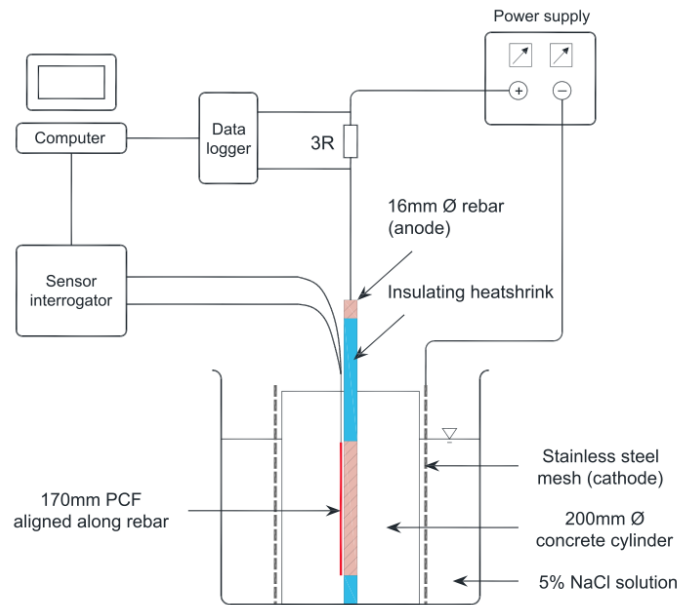 Power supply
+
−
Computer
Data
logger
3R
16mm Ø rebar
(anode)
Sensor
interrogator
Insulating heatshrink
Stainless steel
mesh (cathode)
170mm PCF
aligned along rebar
200mm Ø
concrete cylinder
5% NaCl solution